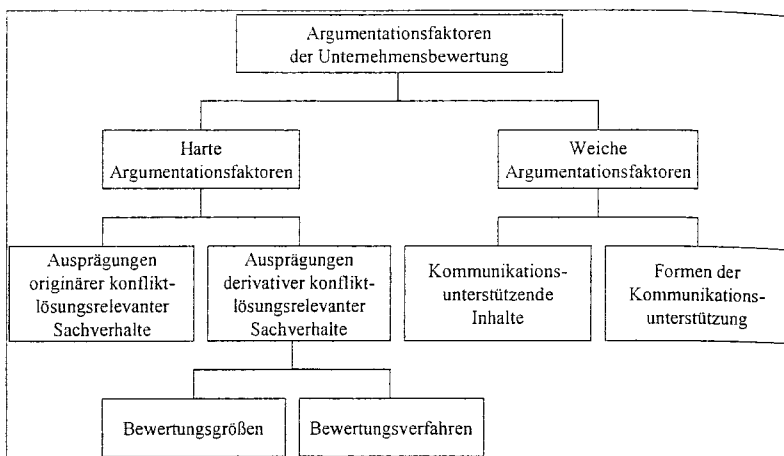 Argumentationsfaktoren
der Unternehmensbewertung
Harte
Argumentationsfaktoren
Weiche
Argumentationsfaktoren
Ausprägungen
originärer konflikt-
lösungsrelevanter
Sachverhalte
Ausprägungen
derivativer konflikt-
lösungsrelevanter
Sachverhalte
Kommunikations-
unterstützende
Inhalte
Formen der
Kommunikations-
unterstützung
Bewertungsgrößen
Bewertungsverfahren